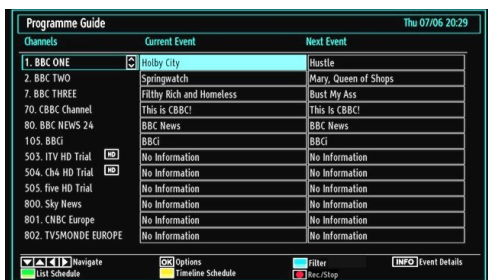 Programme Guide Thu 07/06 20:29
Channels Current Event Next Event
1. BBC ONE Holby City Hustle
2. BBC TWO Springwatch Mary, Queen of Shops
7. BBC THREE Filthy Rich and Homeless Bust My Ass
70. CBBC Channel This is CBBC! This Is CBBC!
80. BBC NEWS 24 BBC News BBC News
105. BBCi BBCi BBCi
503. ITV HD Trial HD No Information No Information
504. Ch4 HD Trial HD No Information No Information
505. five HD Trial No Information No Information
800. Sky News No Information No Information
801. CNBC Europe No Information No Information
802. TV5MONDE EUROPE No Information No Information
Navigate OK Options Filter INFO Event Details
List Schedule Timeline Schedule Rec./Stop